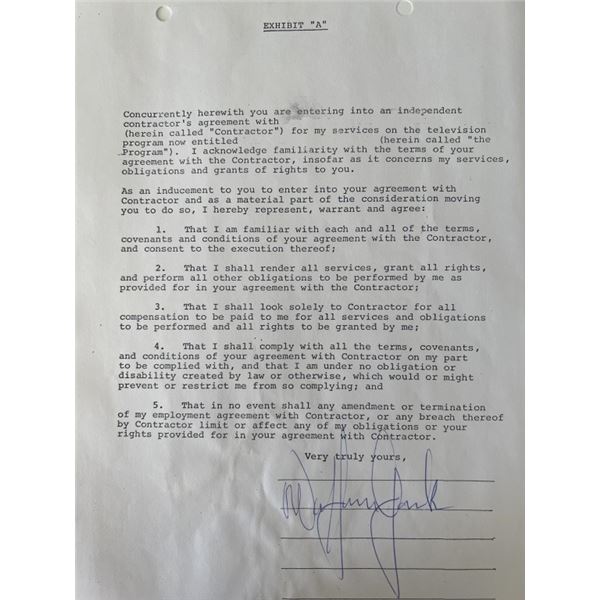 EXHIBIT "A"
Concurrently herewith you are entering into an independent
contractor's agreement with
(herein called "Contractor") for my services on the television
program now entitled (herein called "the
Program"). I acknowledge familiarity with the terms of your
agreement with the Contractor, insofar as it concerns my services,
obligations and grants of rights to you.
As an inducement to you to enter into your agreement with
Contractor and as a material part of the consideration moving
you to do so, I hereby represent, warrant and agree:
1. That I am familiar with each and all of the terms,
covenants and conditions of your agreement with the Contractor,
and consent to the execution thereof;
2. That I shall render all services, grant all rights,
and perform all other obligations to be performed by me as
provided for in your agreement with the Contractor;
3. That I shall look solely to Contractor for all
compensation to be paid to me for all services and obligations
to be performed and all rights to be granted by me;
4. That I shall comply with all the terms, covenants,
and conditions of your agreement with Contractor on my part
to be complied with, and that I am under no obligation or
disability created by law or otherwise, which would or might
prevent or restrict me from so complying; and
5. That in no event shall any amendment or termination
of my employment agreement with Contractor, or any breach thereof
by Contractor limit or affect any of my obligations or your
rights provided for in your agreement with Contractor.
Very truly yours,